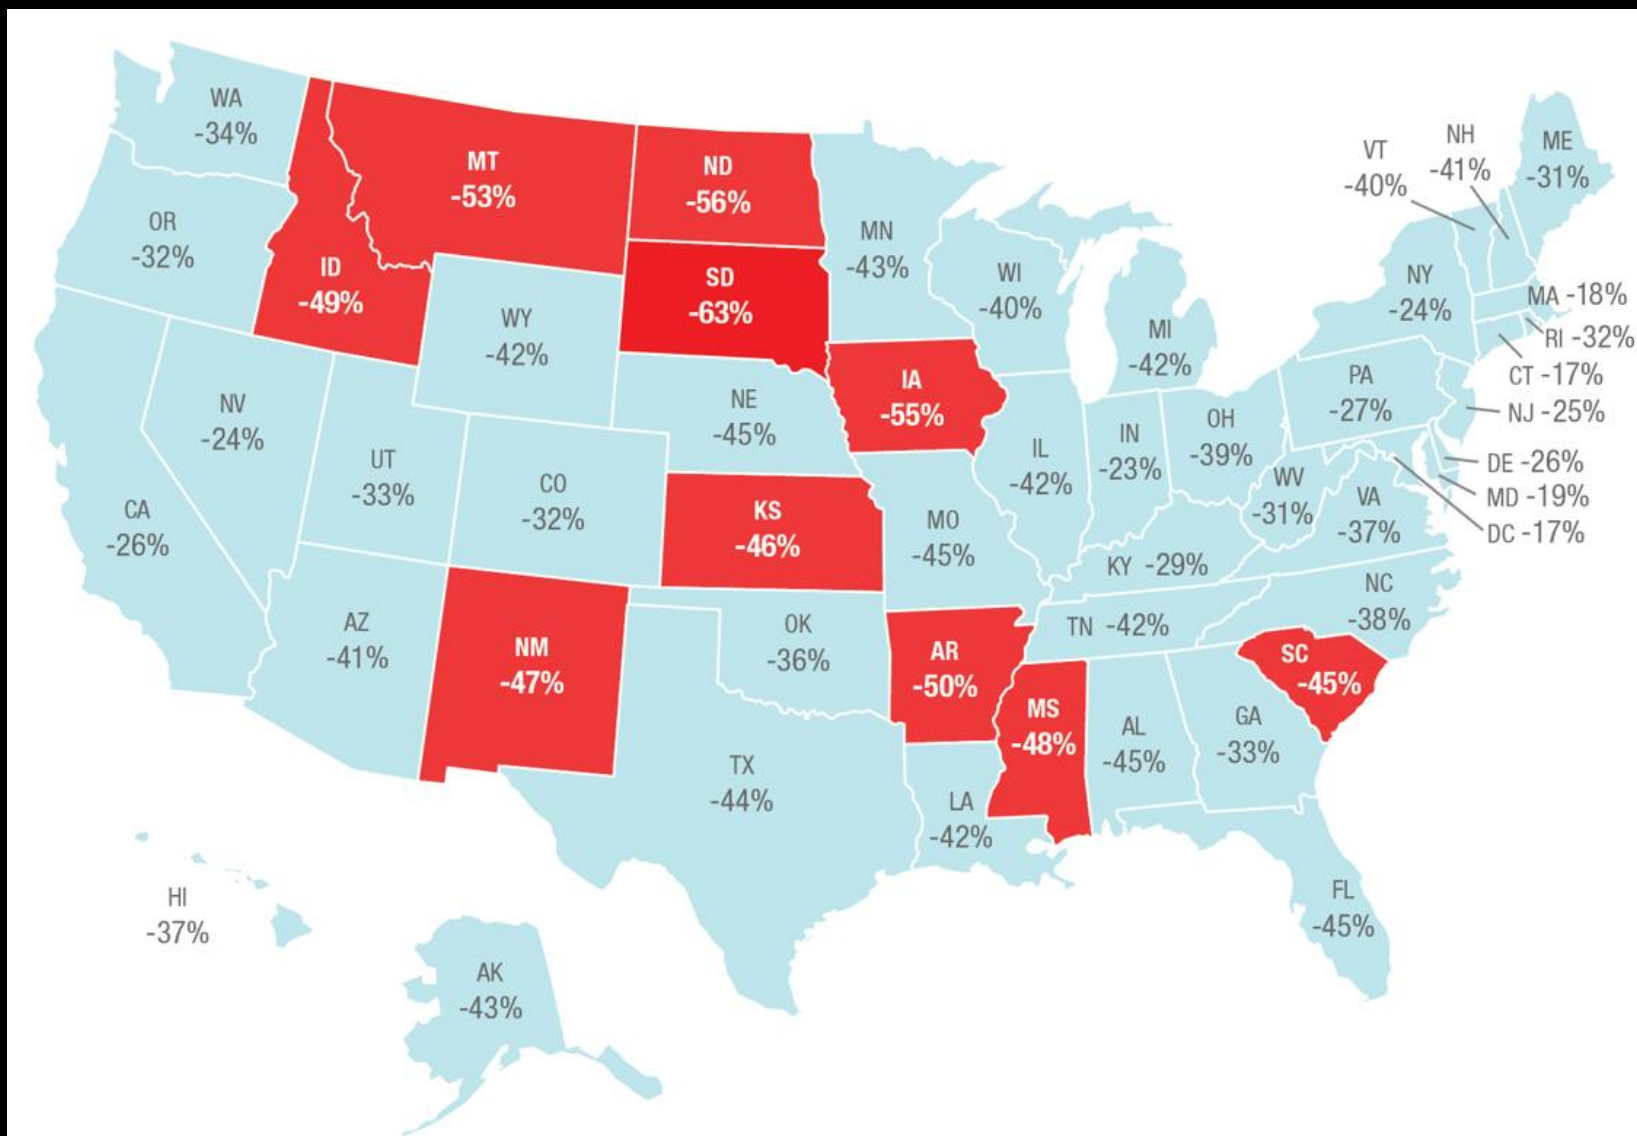 WA
-34%
OR
-32%
CA
-26%
ID
-49%
NV
-24%
MT
-53%
WY
-42%
UT
-33%
CO
-32%
AZ
-41%
NM
-47%
ND
-56%
SD
-63%
NE
-45%
KS
-46%
OK
-36%
TX
-44%
MN
-43%
IA
-55%
MO
-45%
AR
-50%
LA
-42%
WI
-40%
IL
-42%
MI
-42%
IN
-23%
OH
-39%
KY -29%
TN -42%
MS
-48%
AL
-45%
GA
-33%
FL
-45%
SC
-45%
NC
-38%
VA
-37%
WV
-31%
PA
-27%
NY
-24%
VT
-40%
NH
-41%
ME
-31%
MA -18%
RI -32%
CT -17%
NJ -25%
DE -26%
MD -19%
DC -17%
HI
-37%
AK
-43%